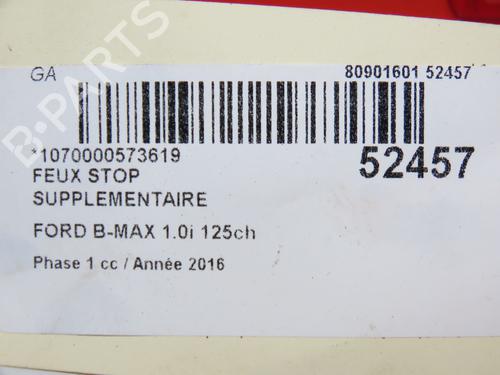 GA 80901601 52457
*1070000573619
52457
FEUX STOP
SUPPLEMENTAIRE
FORD B-MAX 1.0i 125ch
Phase 1 cc / Année 2016
B-PARTS